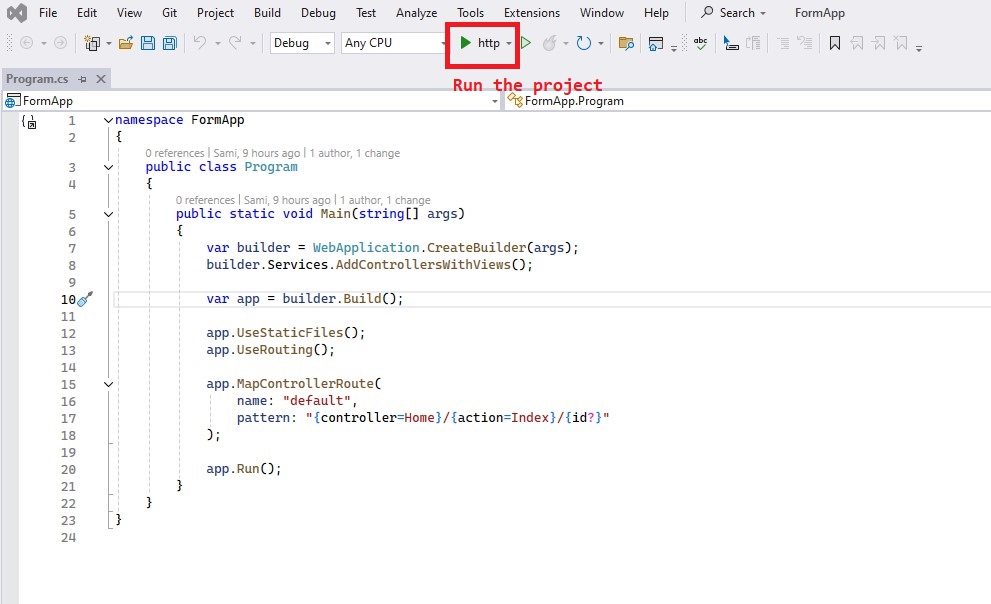 File Edit View Git Project Build Debug Test Analyze Tools Extensions Window Help Search FormApp
Debug Any CPU http abc
Run the project
Program.cs
FormApp FormApp.Program
1 namespace FormApp
2 {
0 references | Sami, 9 hours ago | 1 author, 1 change
3 public class Program
4 {
0 references | Sami, 9 hours ago | 1 author, 1 change
5 public static void Main(string[] args)
6 {
7 var builder = WebApplication.CreateBuilder(args);
8 builder.Services.AddControllersWithViews();
9
10 var app = builder.Build();
11
12 app.UseStaticFiles();
13 app.UseRouting();
14
15 app.MapControllerRoute(
16 name: "default",
17 pattern: "{controller=Home}/{action=Index}/{id?}"
18 );
19
20 app.Run();
21 }
22 }
23 }
24